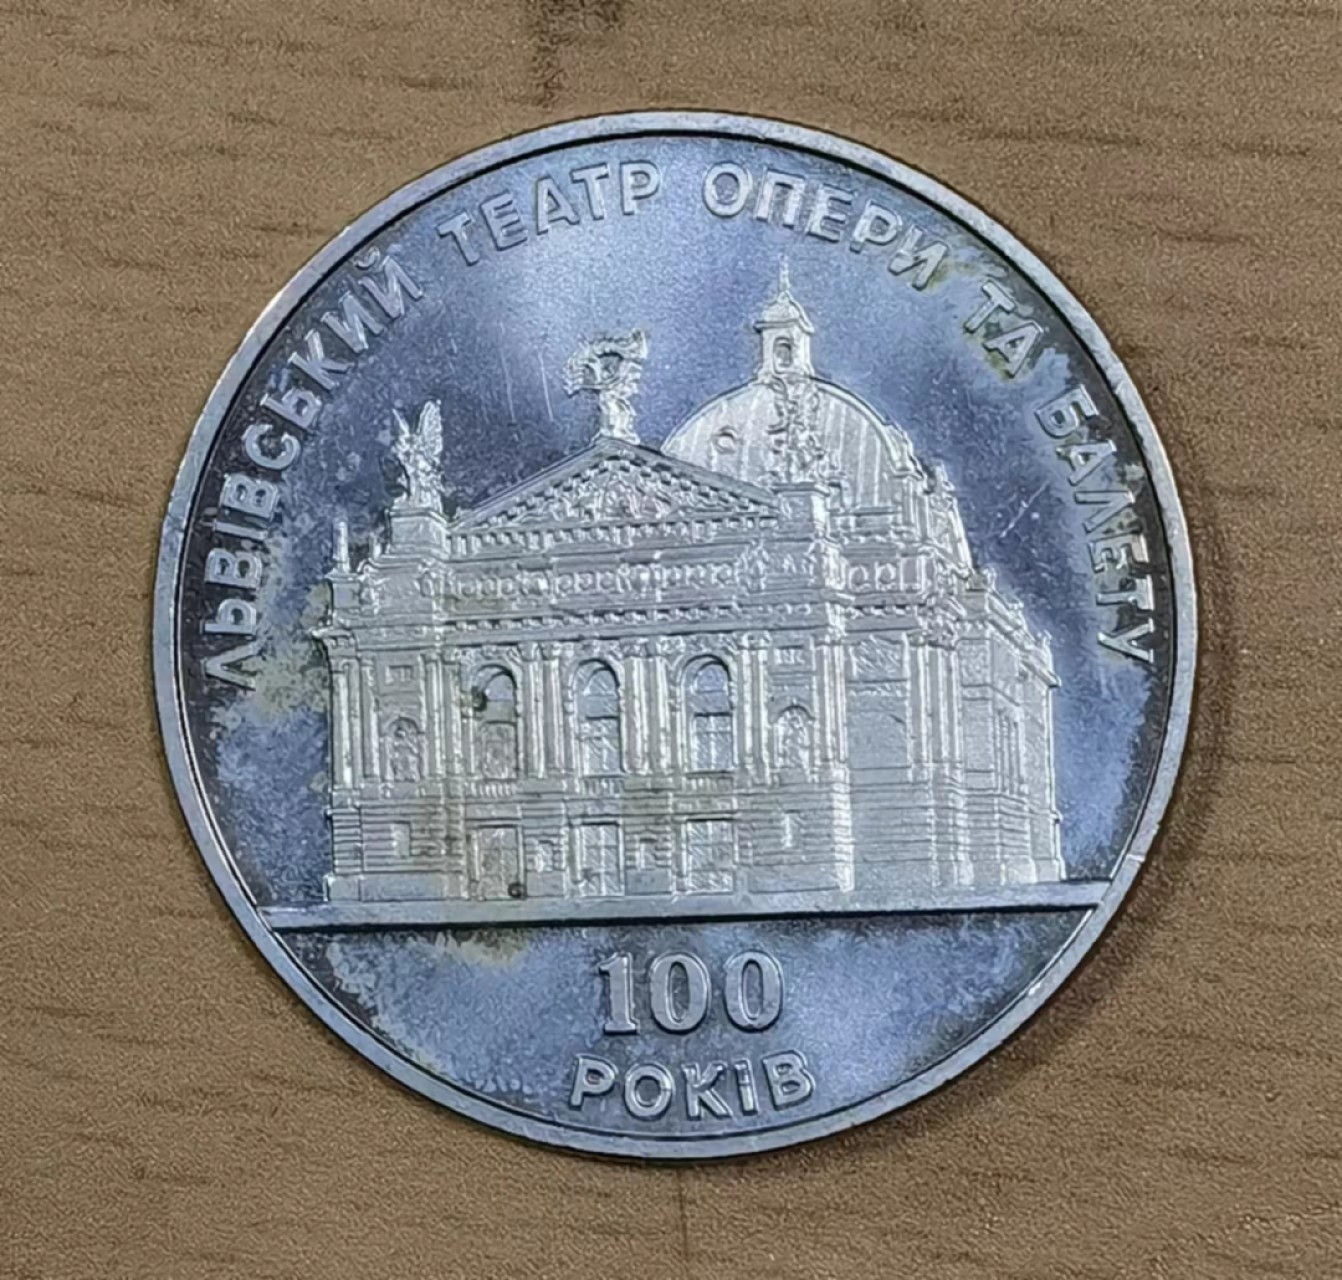 ЛЬВІВСЬКИЙ ТЕАТР ОПЕРИ ТА БАЛЕТУ
100
РОКІВ